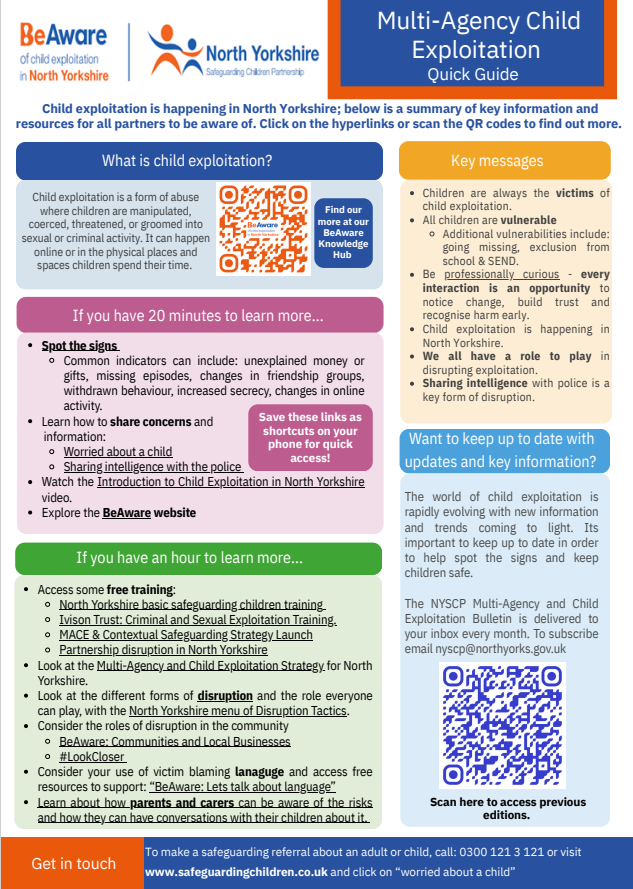 BeAware
of child exploitation
in North Yorkshire
North Yorkshire
Safeguarding Children Partnership
Multi-Agency Child
Exploitation
Quick Guide
Child exploitation is happening in North Yorkshire; below is a summary of key information and
resources for all partners to be aware of. Click on the hyperlinks or scan the QR codes to find out more.
What is child exploitation?
Child exploitation is a form of abuse
where children are manipulated,
coerced, threatened, or groomed into
sexual or criminal activity. It can happen
online or in the physical places and
spaces children spend their time.
BeAware
Find our
more at our
BeAware
Knowledge
Hub
If you have 20 minutes to learn more...
• Spot the signs
Common indicators can include: unexplained money or
gifts, missing episodes, changes in friendship groups,
withdrawn behaviour, increased secrecy, changes in online
activity.
• Learn how to share concerns and
information:
Worried about a child
Sharing intelligence with the police
• Watch the Introduction to Child Exploitation in North Yorkshire
video.
• Explore the BeAware website
Save these links as
shortcuts on your
phone for quick
access!
If you have an hour to learn more...
• Access some free training:
North Yorkshire basic safeguarding children training
Ivison Trust: Criminal and Sexual Exploitation Training.
MACE & Contextual Safeguarding Strategy Launch
Partnership disruption in North Yorkshire
• Look at the Multi-Agency and Child Exploitation Strategy for North
Yorkshire.
• Look at the different forms of disruption and the role everyone
can play, with the North Yorkshire menu of Disruption Tactics.
• Consider the roles of disruption in the community
BeAware: Communities and Local Businesses
#LookCloser
• Consider your use of victim blaming lanaguge and access free
resources to support: “BeAware: Lets talk about language”
• Learn about how parents and carers can be aware of the risks
and how they can have conversations with their children about it.
Key messages
• Children are always the victims of
child exploitation.
• All children are vulnerable
Additional vulnerabilities include:
going missing, exclusion from
school & SEND.
• Be professionally curious - every
interaction is an opportunity to
notice change, build trust and
recognise harm early.
• Child exploitation is happening in
North Yorkshire.
• We all have a role to play in
disrupting exploitation.
• Sharing intelligence with police is a
key form of disruption.
Want to keep up to date with
updates and key information?
The world of child exploitation is
rapidly evolving with new information
and trends coming to light. Its
important to keep up to date in order
to help spot the signs and keep
children safe.
The NYSCP Multi-Agency and Child
Exploitation Bulletin is delivered to
your inbox every month. To subscribe
email nyscp@northyorks.gov.uk
Scan here to access previous
editions.
Get in touch
To make a safeguarding referral about an adult or child, call: 0300 121 3 121 or visit
www.safeguardingchildren.co.uk and click on “worried about a child”